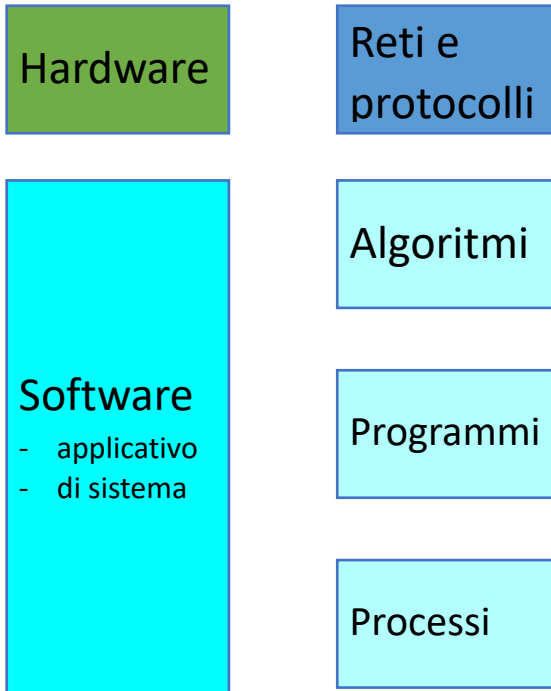 Hardware
Reti e
protocolli
Software
- applicativo
- di sistema
Algoritmi
Programmi
Processi